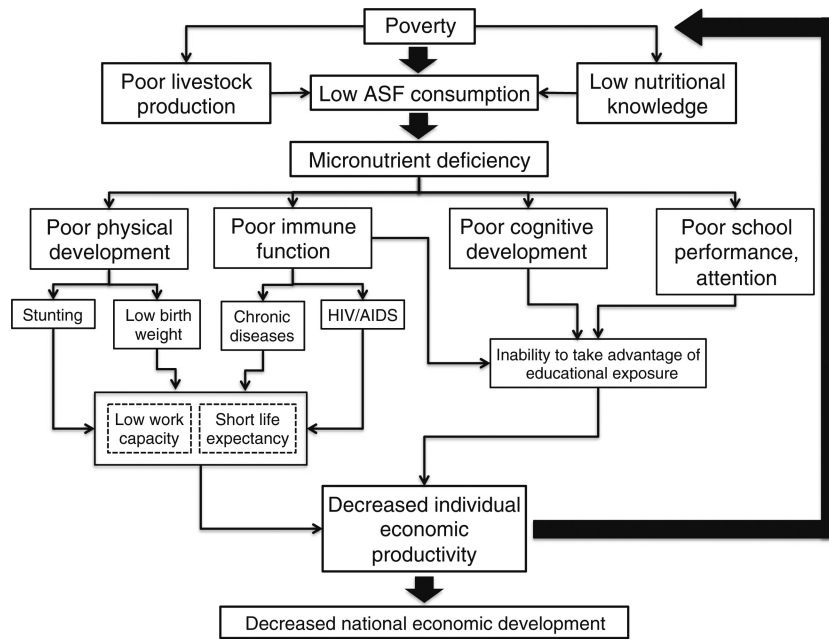 Poverty
Poor livestock
production
Low ASF consumption
Low nutritional
knowledge
Micronutrient deficiency
Poor physical
development
Poor immune
function
Poor cognitive
development
Poor school
performance,
attention
Stunting
Low birth
weight
Chronic
diseases
HIV/AIDS
Inability to take advantage of
educational exposure
Low work
capacity
Short life
expectancy
Decreased individual
economic
productivity
Decreased national economic development